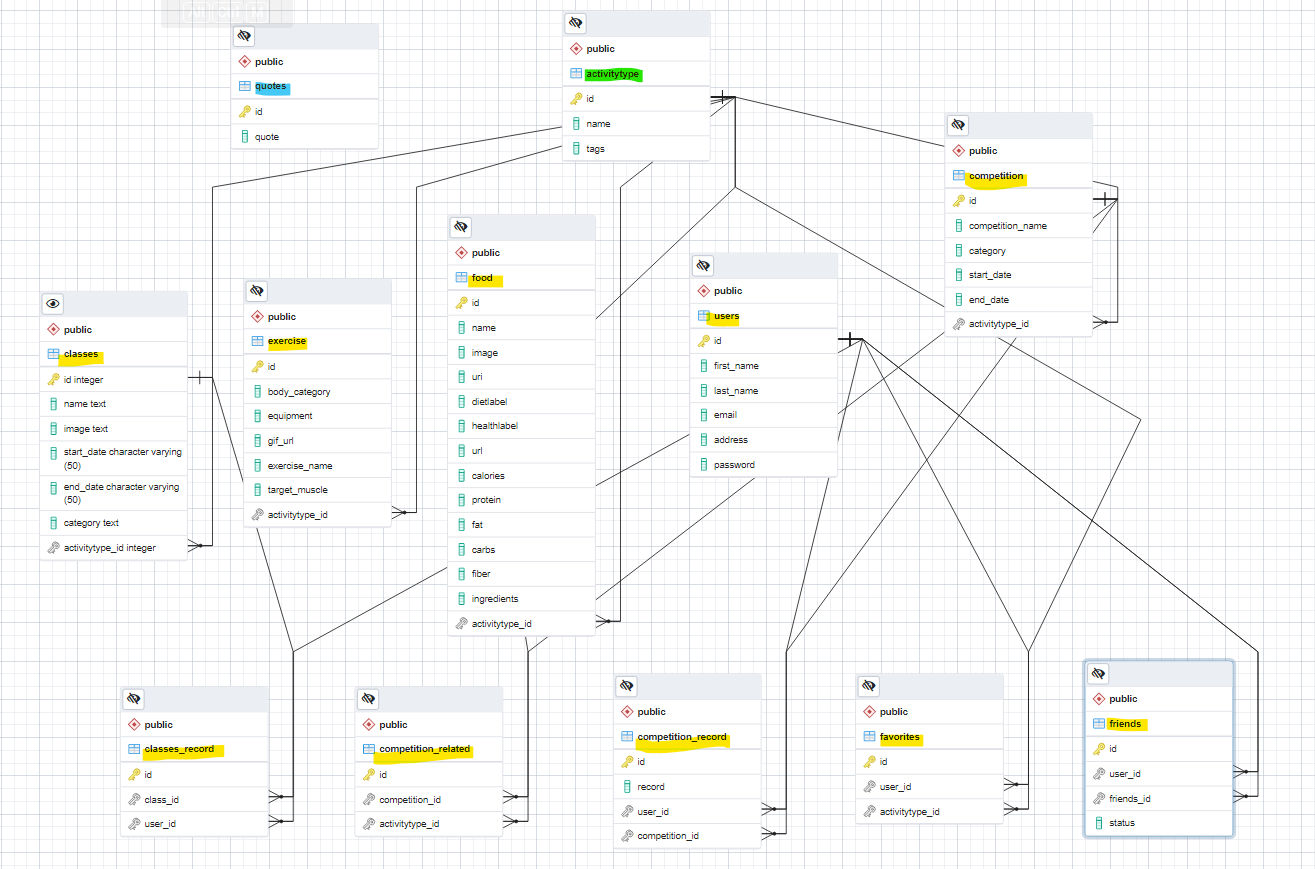 Alt Ctrl M
public
quotes
id
quote
public
activitytype
id
name
tags
public
competition
id
competition_name
category
start_date
end_date
activitytype_id
public
food
id
name
image
uri
dietlabel
healthlabel
url
calories
protein
fat
carbs
fiber
ingredients
activitytype_id
public
users
id
first_name
last_name
email
address
password
public
classes
id integer
name text
image text
start_date character varying
(50)
end_date character varying
(50)
category text
activitytype_id integer
public
exercise
id
body_category
equipment
gif_url
exercise_name
target_muscle
activitytype_id
public
classes_record
id
class_id
user_id
public
competition_related
id
competition_id
activitytype_id
public
competition_record
id
record
user_id
competition_id
public
favorites
id
user_id
activitytype_id
public
friends
id
user_id
friends_id
status